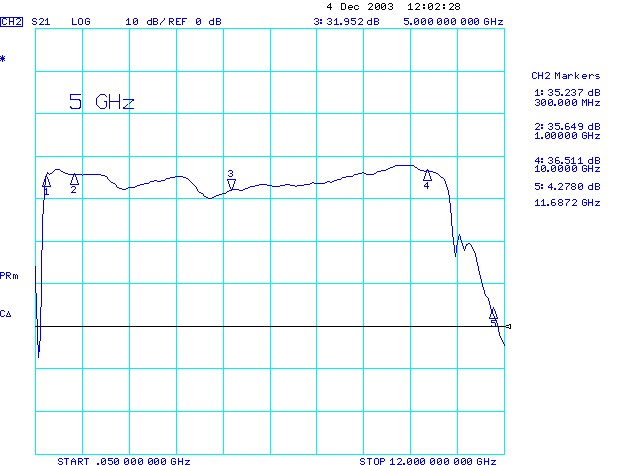 4 Dec 2003 12:02:28
CH2 S21 LOG 10 dB/REF 0 dB 3:31.952 dB 5.000 000 000 GHz
*
CH2 Markers
1:35.237 dB
300.000 MHz
5 GHz
2:35.649 dB
1.00000 GHz
4:36.511 dB
10.0000 GHz
5:4.2780 dB
11.6872 GHz
1
2
3
4
PRm
CΔ
5
START .050 000 000 GHz STOP 12.000 000 000 GHz